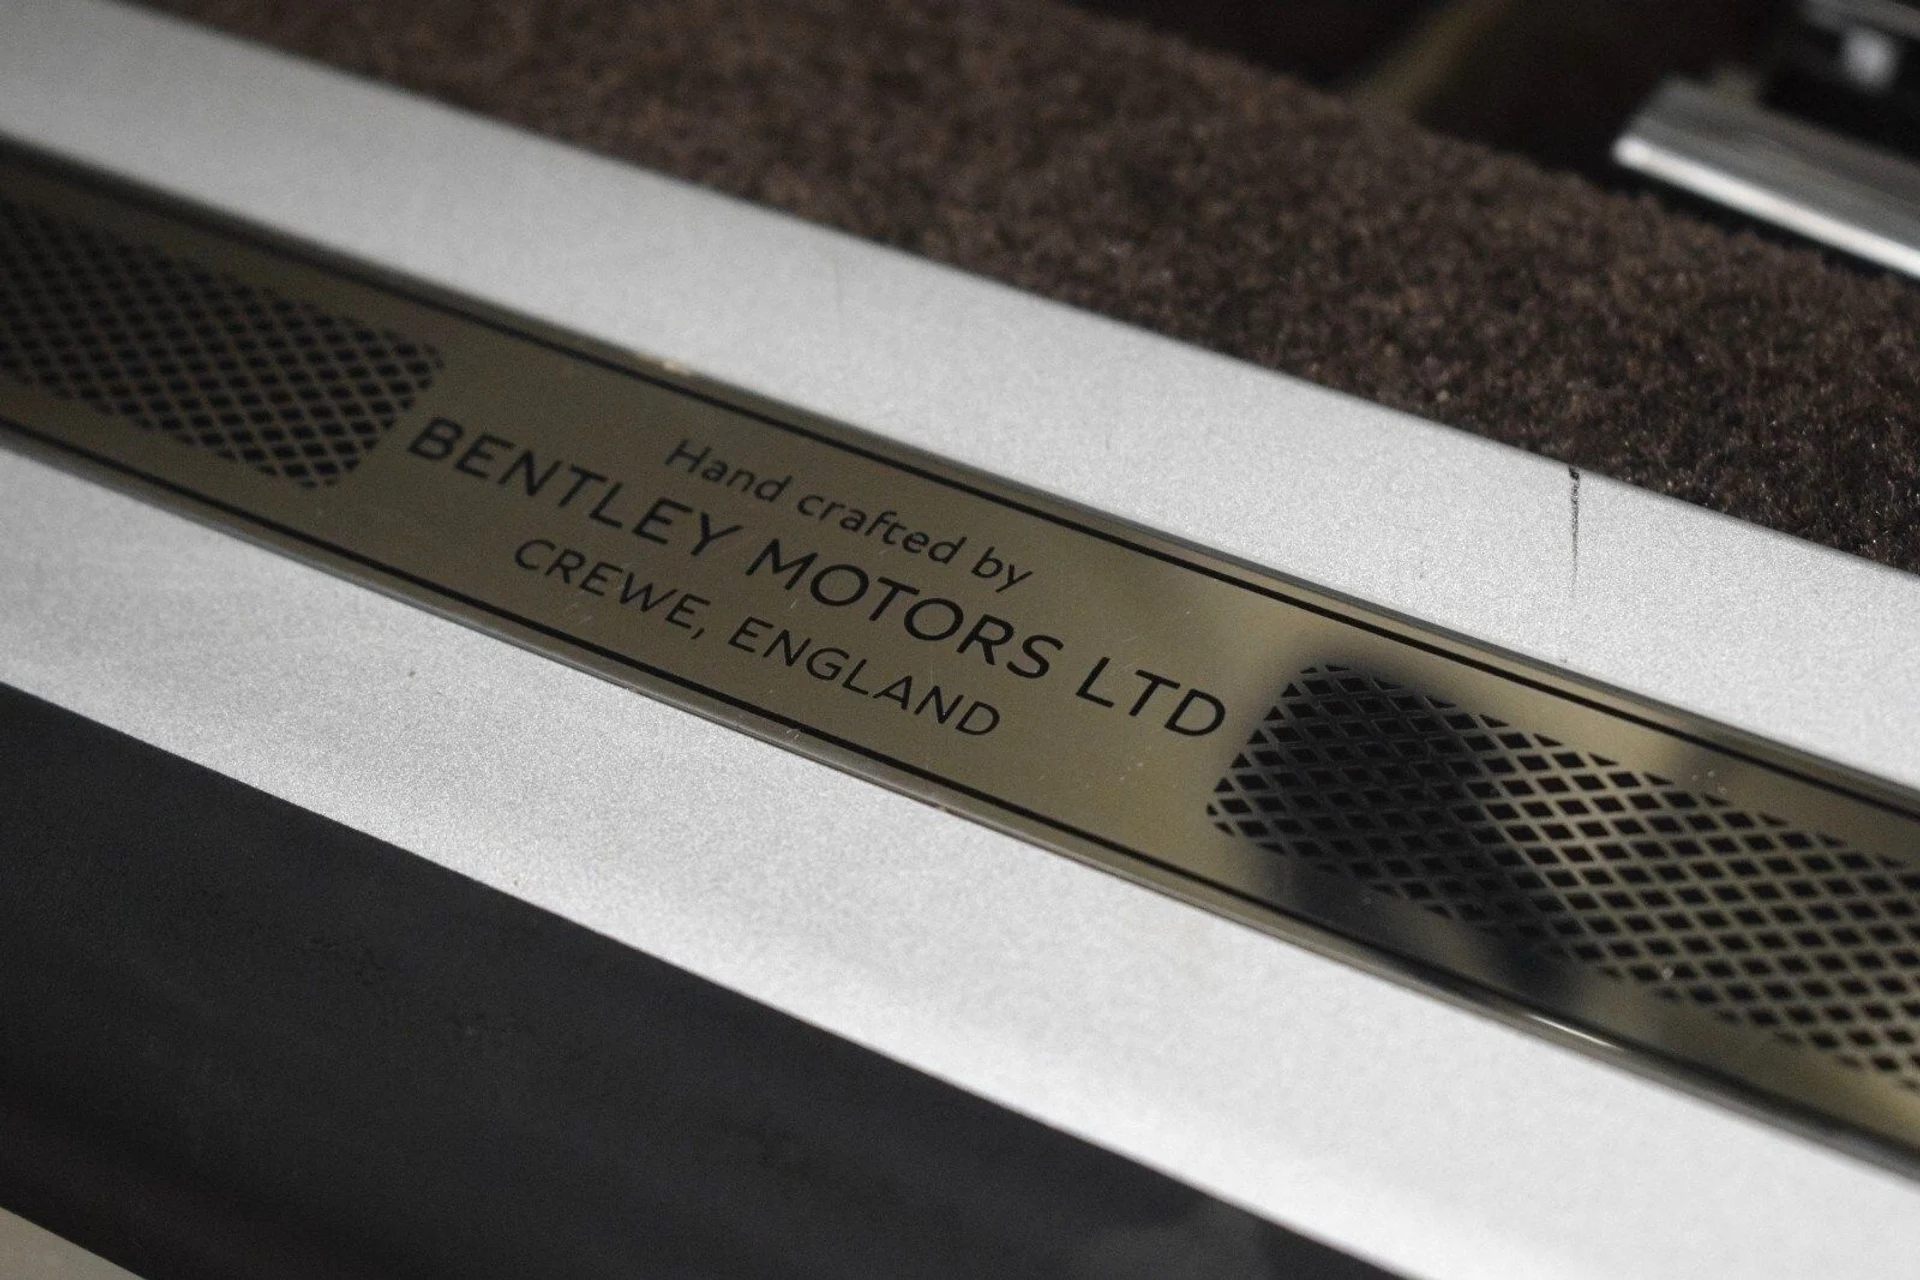 Hand crafted by
BENTLEY MOTORS LTD
CREWE, ENGLAND